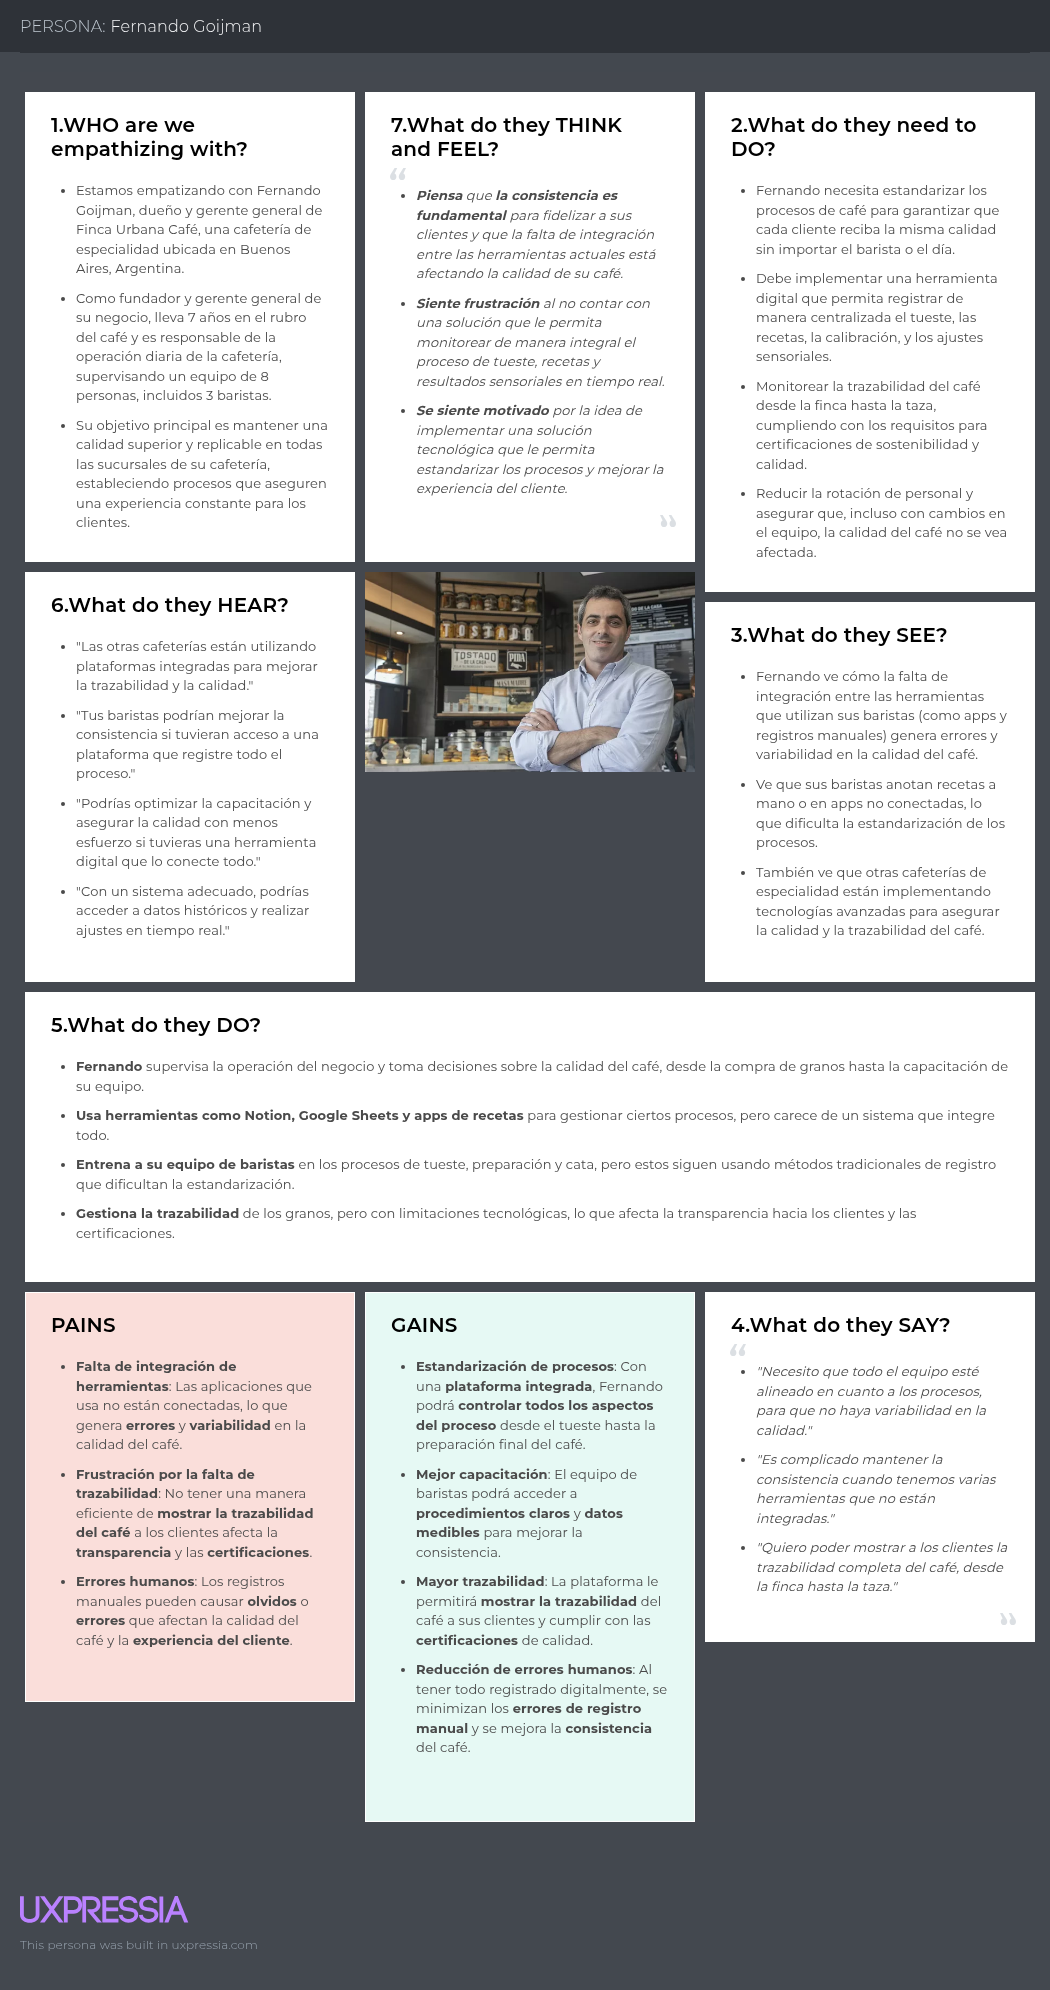 PERSONA: Fernando Goijman
1.WHO are we
empathizing with?
• Estamos empatizando con Fernando
Goijman, dueño y gerente general de
Finca Urbana Café, una cafetería de
especialidad ubicada en Buenos
Aires, Argentina.
• Como fundador y gerente general de
su negocio, lleva 7 años en el rubro
del café y es responsable de la
operación diaria de la cafetería,
supervisando un equipo de 8
personas, incluidos 3 baristas.
• Su objetivo principal es mantener una
calidad superior y replicable en todas
las sucursales de su cafetería,
estableciendo procesos que aseguren
una experiencia constante para los
clientes.
7.What do they THINK
and FEEL?
“
• Piensa que la consistencia es
fundamental para fidelizar a sus
clientes y que la falta de integración
entre las herramientas actuales está
afectando la calidad de su café.
• Siente frustración al no contar con
una solución que le permita
monitorear de manera integral el
proceso de tueste, recetas y
resultados sensoriales en tiempo real.
• Se siente motivado por la idea de
implementar una solución
tecnológica que le permita
estandarizar los procesos y mejorar la
experiencia del cliente.
”
2.What do they need to
DO?
• Fernando necesita estandarizar los
procesos de café para garantizar que
cada cliente reciba la misma calidad
sin importar el barista o el día.
• Debe implementar una herramienta
digital que permita registrar de
manera centralizada el tueste, las
recetas, la calibración, y los ajustes
sensoriales.
• Monitorear la trazabilidad del café
desde la finca hasta la taza,
cumpliendo con los requisitos para
certificaciones de sostenibilidad y
calidad.
• Reducir la rotación de personal y
asegurar que, incluso con cambios en
el equipo, la calidad del café no se vea
afectada.
6.What do they HEAR?
• "Las otras cafeterías están utilizando
plataformas integradas para mejorar
la trazabilidad y la calidad."
• "Tus baristas podrían mejorar la
consistencia si tuvieran acceso a una
plataforma que registre todo el
proceso."
• "Podrías optimizar la capacitación y
asegurar la calidad con menos
esfuerzo si tuvieras una herramienta
digital que lo conecte todo."
• "Con un sistema adecuado, podrías
acceder a datos históricos y realizar
ajustes en tiempo real."
TOSTADO
TOSTADO
DE LA CASA
PIDA
DE LA CASA
3.What do they SEE?
• Fernando ve cómo la falta de
integración entre las herramientas
que utilizan sus baristas (como apps y
registros manuales) genera errores y
variabilidad en la calidad del café.
• Ve que sus baristas anotan recetas a
mano o en apps no conectadas, lo
que dificulta la estandarización de los
procesos.
• También ve que otras cafeterías de
especialidad están implementando
tecnologías avanzadas para asegurar
la calidad y la trazabilidad del café.
5.What do they DO?
• Fernando supervisa la operación del negocio y toma decisiones sobre la calidad del café, desde la compra de granos hasta la capacitación de
su equipo.
• Usa herramientas como Notion, Google Sheets y apps de recetas para gestionar ciertos procesos, pero carece de un sistema que integre
todo.
• Entrena a su equipo de baristas en los procesos de tueste, preparación y cata, pero estos siguen usando métodos tradicionales de registro
que dificultan la estandarización.
• Gestiona la trazabilidad de los granos, pero con limitaciones tecnológicas, lo que afecta la transparencia hacia los clientes y las
certificaciones.
PAINS
• Falta de integración de
herramientas: Las aplicaciones que
usa no están conectadas, lo que
genera errores y variabilidad en la
calidad del café.
• Frustración por la falta de
trazabilidad: No tener una manera
eficiente de mostrar la trazabilidad
del café a los clientes afecta la
transparencia y las certificaciones.
• Errores humanos: Los registros
manuales pueden causar olvidos o
errores que afectan la calidad del
café y la experiencia del cliente.
GAINS
• Estandarización de procesos: Con
una plataforma integrada, Fernando
podrá controlar todos los aspectos
del proceso desde el tueste hasta la
preparación final del café.
• Mejor capacitación: El equipo de
baristas podrá acceder a
procedimientos claros y datos
medibles para mejorar la
consistencia.
• Mayor trazabilidad: La plataforma le
permitirá mostrar la trazabilidad del
café a sus clientes y cumplir con las
certificaciones de calidad.
• Reducción de errores humanos: Al
tener todo registrado digitalmente, se
minimizan los errores de registro
manual y se mejora la consistencia
del café.
4.What do they SAY?
“
• "Necesito que todo el equipo esté
alineado en cuanto a los procesos,
para que no haya variabilidad en la
calidad."
• "Es complicado mantener la
consistencia cuando tenemos varias
herramientas que no están
integradas."
• "Quiero poder mostrar a los clientes la
trazabilidad completa del café, desde
la finca hasta la taza."
”
UXPRESSIA
This persona was built in uxpressia.com